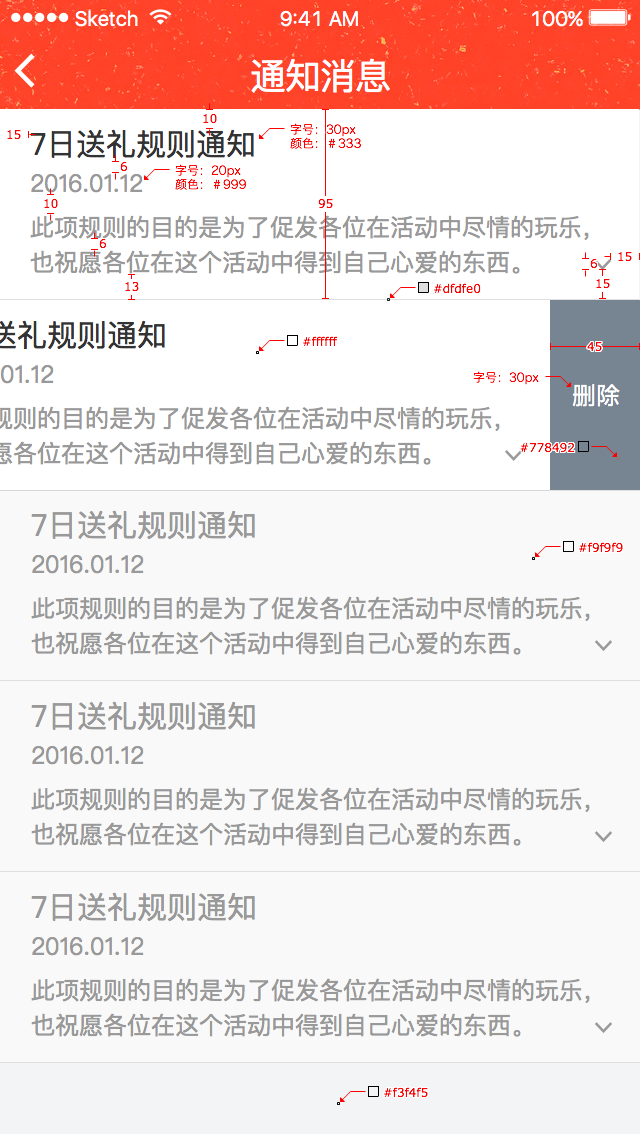 Sketch 9:41 AM 100%
通知消息
10
15 7日送礼规则通知 字号：30px
颜色：#333
6 字号：20px
2016.01.12 颜色：#999
10 95
此项规则的目的是为了促发各位在活动中尽情的玩乐，
6 6 15
也祝愿各位在这个活动中得到自己心爱的东西。
13 15
#dfdfe0
送礼规则通知 #ffffff
45
01.12 字号：30px
删除
规则的目的是为了促发各位在活动中尽情的玩乐，
#778492
愿各位在这个活动中得到自己心爱的东西。
7日送礼规则通知
#f9f9f9
2016.01.12
此项规则的目的是为了促发各位在活动中尽情的玩乐，
也祝愿各位在这个活动中得到自己心爱的东西。
7日送礼规则通知
2016.01.12
此项规则的目的是为了促发各位在活动中尽情的玩乐，
也祝愿各位在这个活动中得到自己心爱的东西。
7日送礼规则通知
2016.01.12
此项规则的目的是为了促发各位在活动中尽情的玩乐，
也祝愿各位在这个活动中得到自己心爱的东西。
#f3f4f5